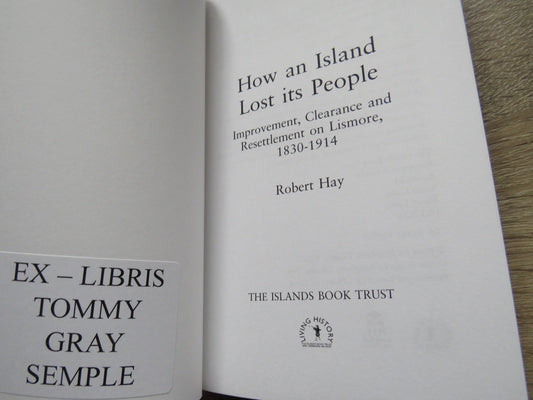 EX – LIBRIS
TOMMY
GRAY
SEMPLE
How an Island
Lost its People
Improvement, Clearance and
Resettlement on Lismore,
1830-1914
Robert Hay
THE ISLANDS BOOK TRUST
LIVING HISTORY